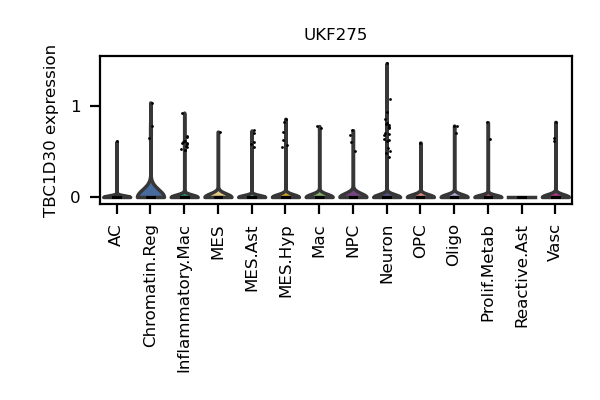 UKF275
TBC1D30 expression
1
0
AC
Chromatin.Reg
Inflammatory.Mac
MES
MES.Ast
MES.Hyp
Mac
NPC
Neuron
OPC
Oligo
Prolif.Metab
Reactive.Ast
Vasc